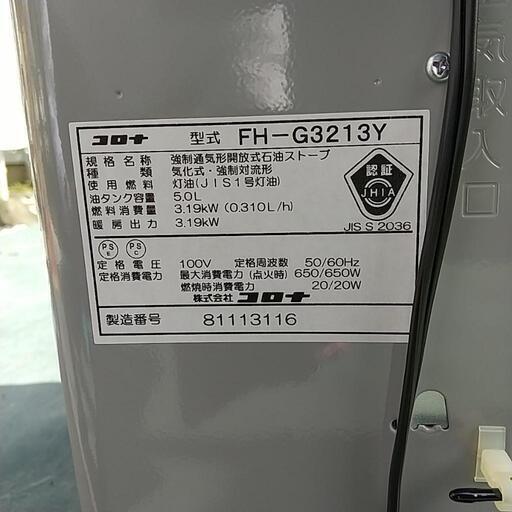 コロナ 型式 FH-G3213Y
規格名称 強制通気形開放式石油ストーブ
種類 気化式・強制対流形
使用燃料 灯油(JIS1号灯油)
油タンク容量 5.0L
燃料消費量 3.19kW (0.310L/h)
暖房出力 3.19kW
認証
JHIA
JIS S 2036
PS E PS C
定格電圧 100V 定格周波数 50/60Hz
定格消費電力 最大消費電力(点火時) 650/650W
燃焼時消費電力 20/20W
株式会社 コロナ
製造番号 81113116
気取入口